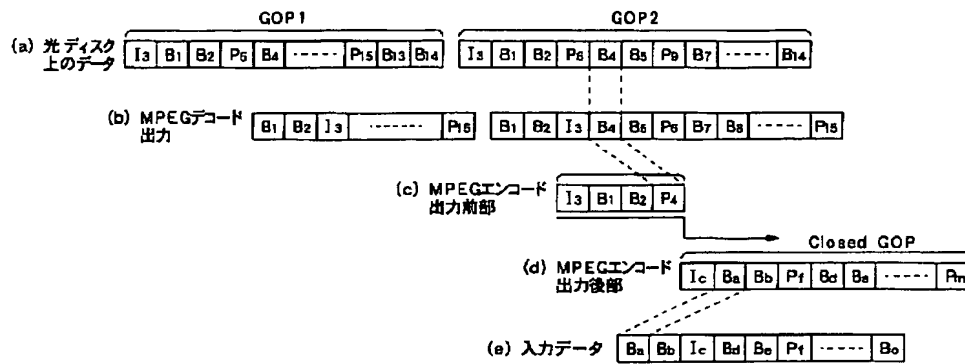 GOP1 GOP2
(a) 光ディスク上のデータ I3 B1 B2 P6 B4 ----- P15 B13 B14 I3 B1 B2 P6 B4 B5 P9 B7 ----- B14
(b) MPEGデコード出力 B1 B2 I3 ------ P15 B1 B2 I3 B4 B5 P6 B7 B8 ----- P15
(c) MPEGエンコード出力前部 I3 B1 B2 P4
Closed GOP
(d) MPEGエンコード出力後部 Ic Ba Bb Pf Bd Be ----- Pm
(e) 入力データ Ba Bb Ic Bd Be Pf ----- Bo